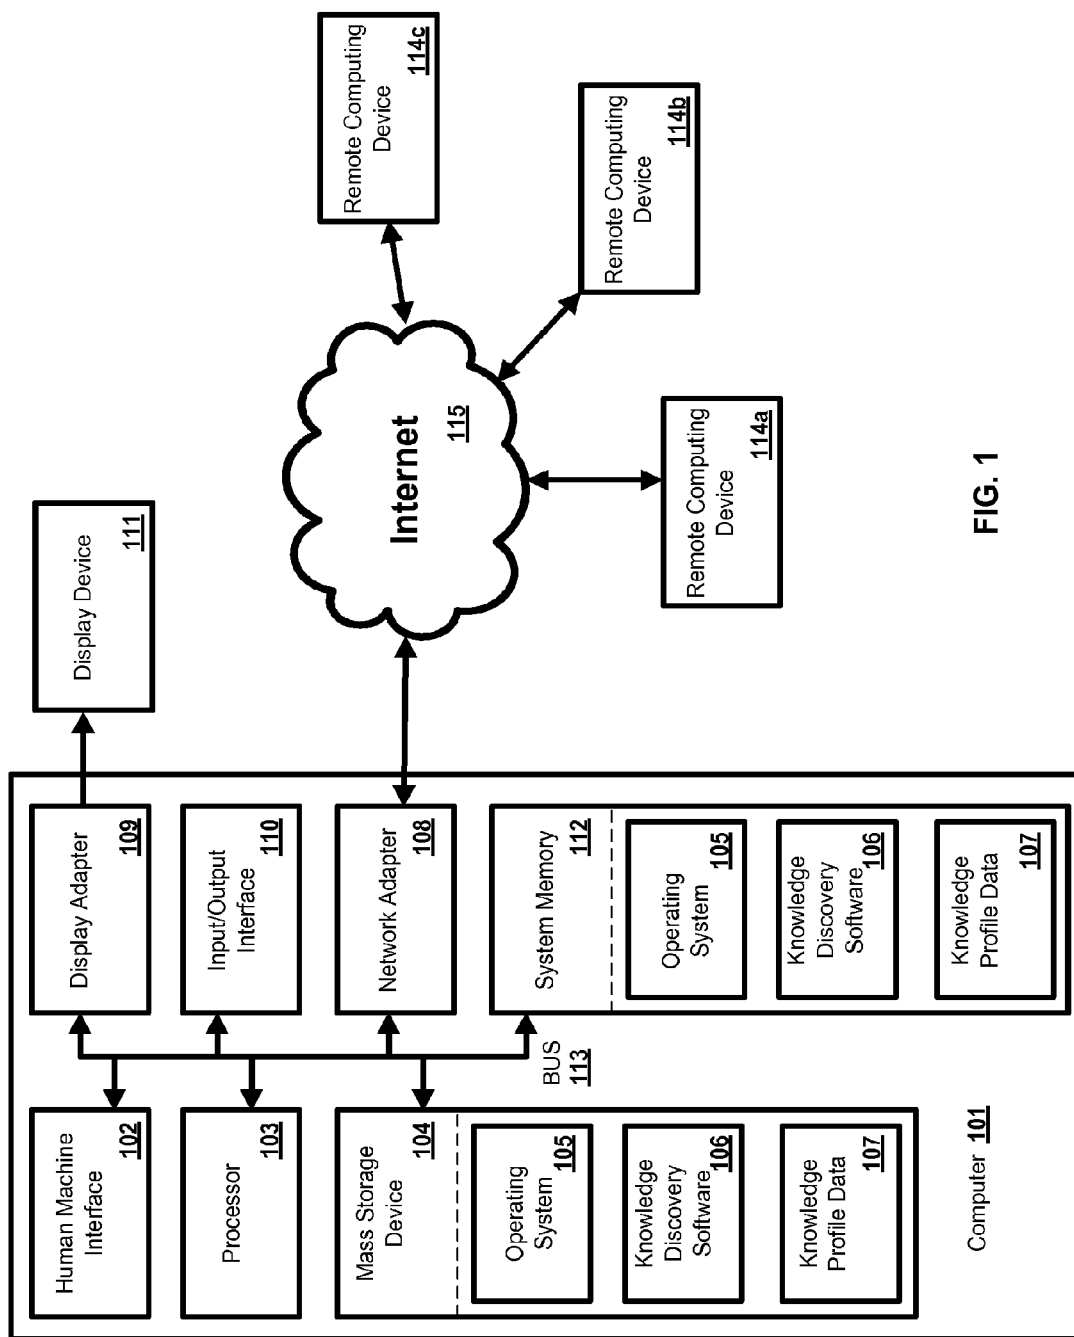 Human Machine
Interface
102
Processor
103
Mass Storage
Device
104
Operating
System
105
Knowledge
Discovery
Software
106
Knowledge
Profile Data
107
Computer 101
BUS
113
Display Adapter
109
Input/Output
Interface
110
Network Adapter
108
System Memory
112
Operating
System
105
Knowledge
Discovery
Software
106
Knowledge
Profile Data
107
Display Device
111
Internet
115
Remote Computing
Device
114a
Remote Computing
Device
114b
Remote Computing
Device
114c
FIG. 1